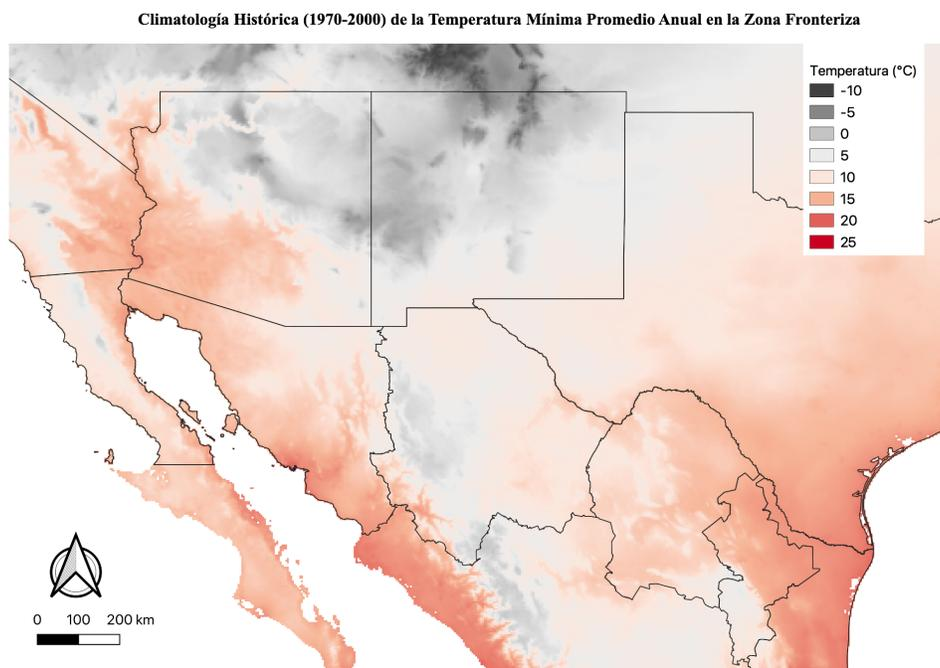 Climatología Histórica (1970-2000) de la Temperatura Mínima Promedio Anual en la Zona Fronteriza
Temperatura (°C)
-10
-5
0
5
10
15
20
25
0 100 200 km